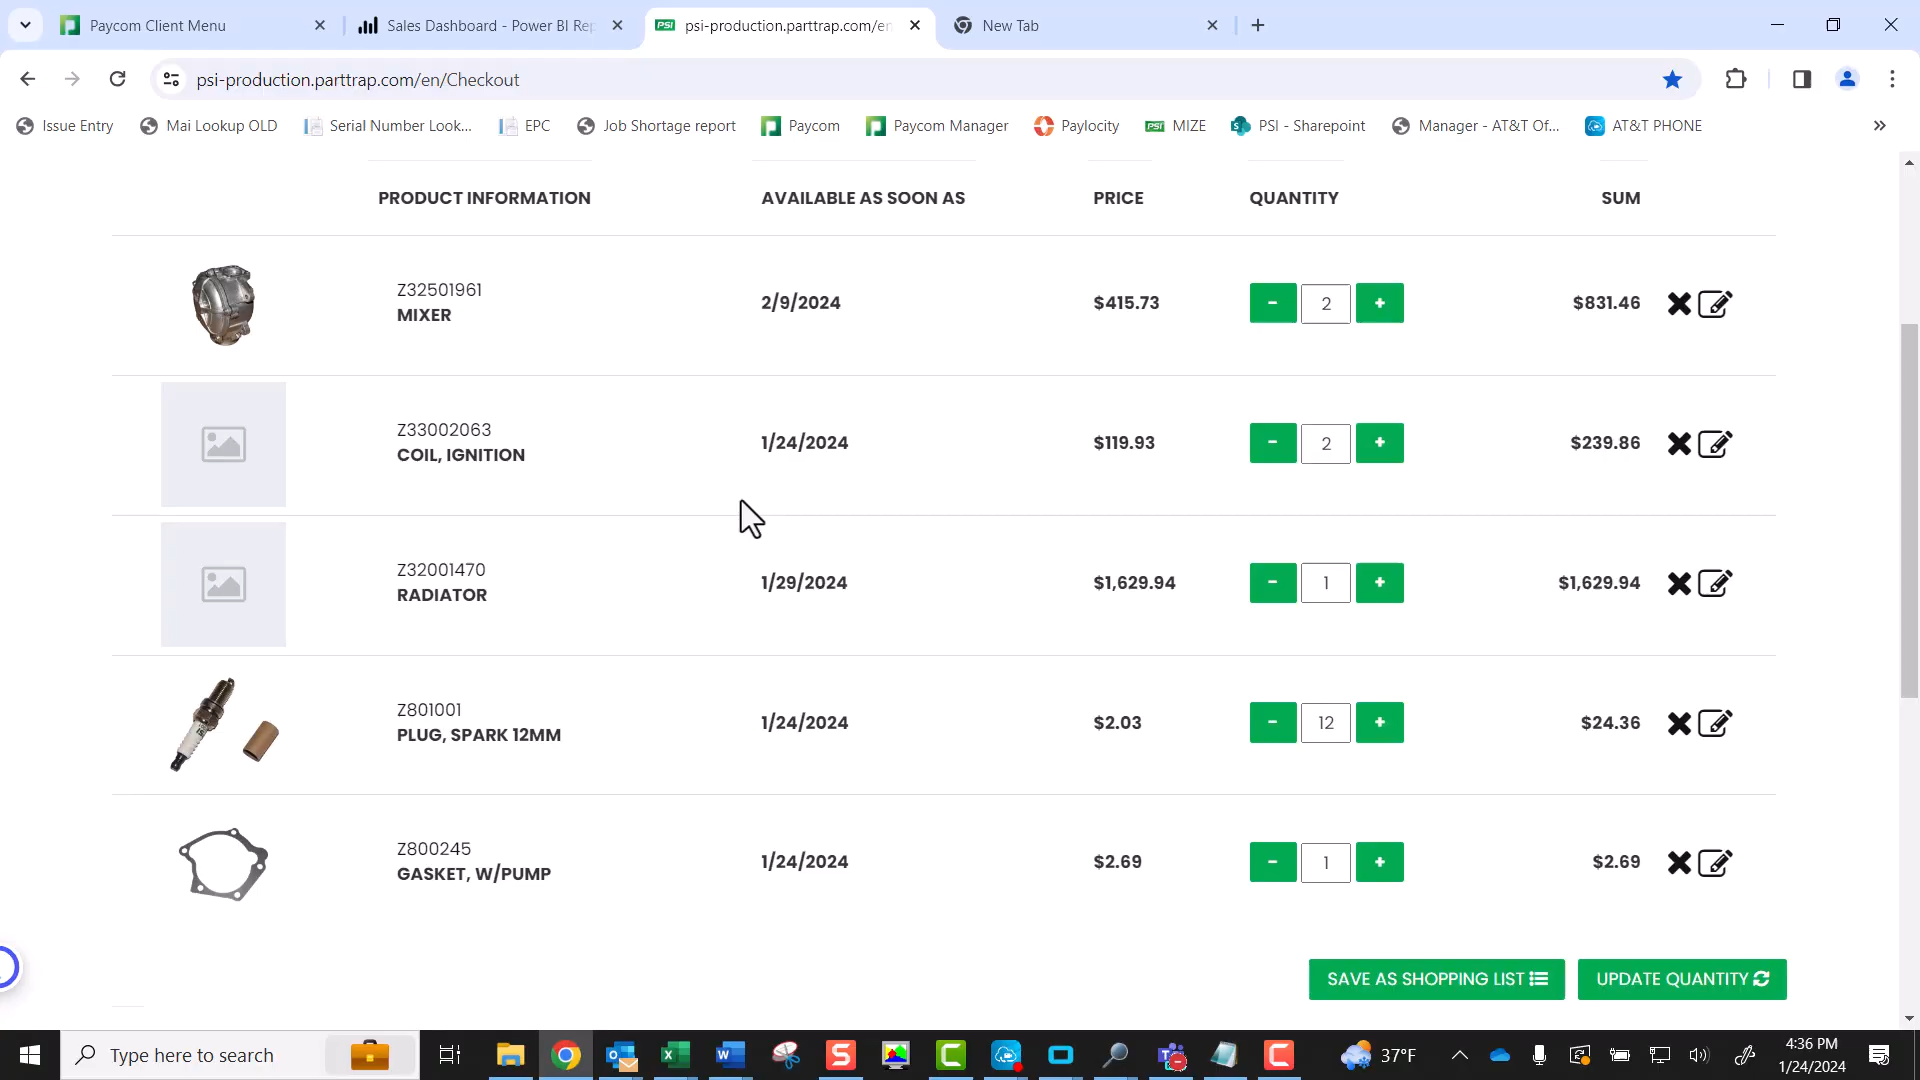 Paycom Client Menu
Sales Dashboard - Power BI Rep
PSI psi-production.parttrap.com/en
New Tab
psi-production.parttrap.com/en/Checkout
Issue Entry
Mai Lookup OLD
Serial Number Look...
EPC
Job Shortage report
Paycom
Paycom Manager
Paylocity
PSI MIZE
PSI - Sharepoint
Manager - AT&T Of...
AT&T PHONE
PRODUCT INFORMATION AVAILABLE AS SOON AS PRICE QUANTITY SUM
Z32501961
MIXER
2/9/2024 $415.73 - 2 + $831.46
Z33002063
COIL, IGNITION
1/24/2024 $119.93 - 2 + $239.86
Z32001470
RADIATOR
1/29/2024 $1,629.94 - 1 + $1,629.94
Z801001
PLUG, SPARK 12MM
1/24/2024 $2.03 - 12 + $24.36
Z800245
GASKET, W/PUMP
1/24/2024 $2.69 - 1 + $2.69
SAVE AS SHOPPING LIST
UPDATE QUANTITY
Type here to search
37°F
4:36 PM
1/24/2024